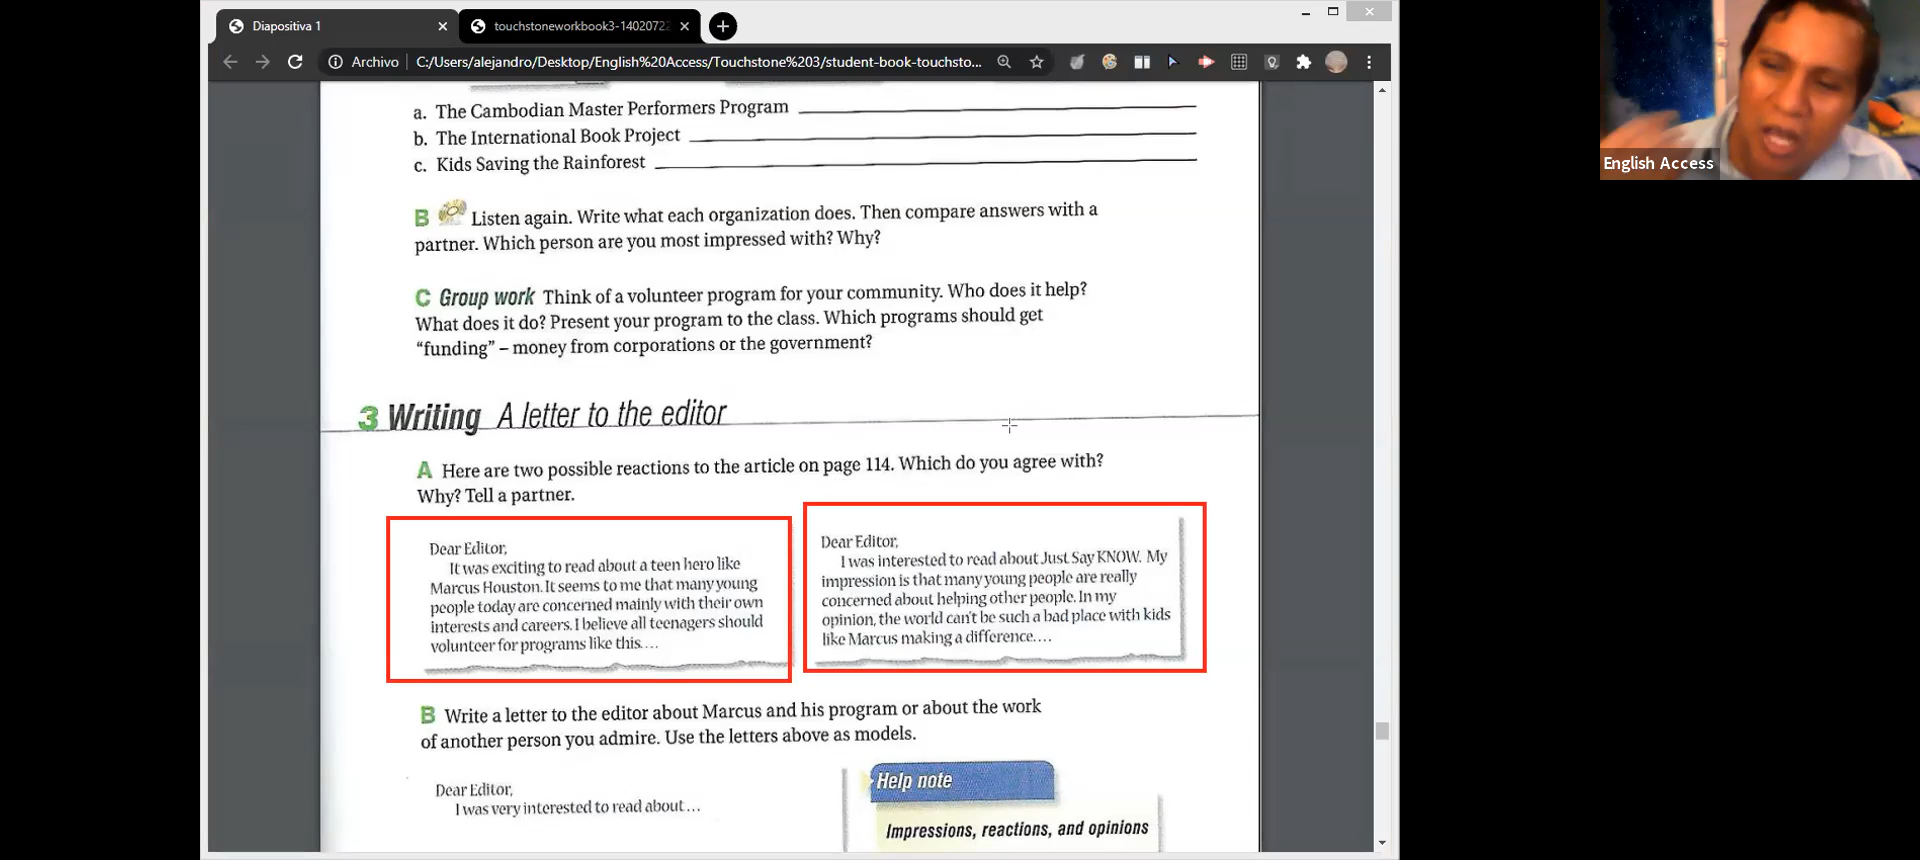 Diapositiva 1
touchstoneworkbook3-1402072
Archivo
C:/Users/alejandro/Desktop/English%20Access/Touchstone%203/student-book-touchsto...
English Access
a. The Cambodian Master Performers Program
b. The International Book Project
c. Kids Saving the Rainforest
B Listen again. Write what each organization does. Then compare answers with a
partner. Which person are you most impressed with? Why?
C Group work Think of a volunteer program for your community. Who does it help?
What does it do? Present your program to the class. Which programs should get
“funding” – money from corporations or the government?
3 Writing A letter to the editor
A Here are two possible reactions to the article on page 114. Which do you agree with?
Why? Tell a partner.
Dear Editor,
It was exciting to read about a teen hero like
Marcus Houston. It seems to me that many young
people today are concerned mainly with their own
interests and careers. I believe all teenagers should
volunteer for programs like this....
Dear Editor,
I was interested to read about Just Say KNOW. My
impression is that many young people are really
concerned about helping other people. In my
opinion, the world can't be such a bad place with kids
like Marcus making a difference....
B Write a letter to the editor about Marcus and his program or about the work
of another person you admire. Use the letters above as models.
Dear Editor,
I was very interested to read about...
Help note
Impressions, reactions, and opinions